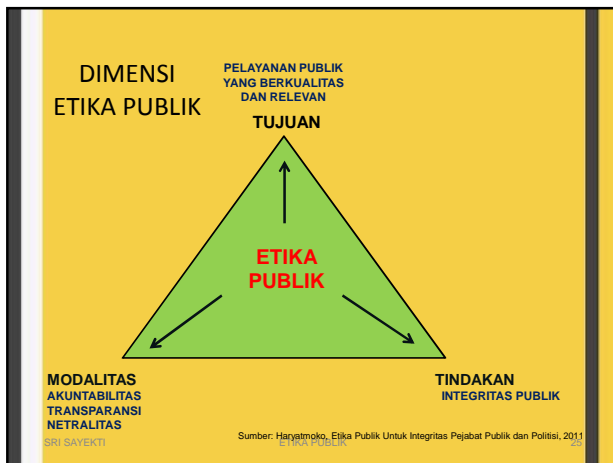 DIMENSI
ETIKA PUBLIK
PELAYANAN PUBLIK
YANG BERKUALITAS
DAN RELEVAN
TUJUAN
ETIKA
PUBLIK
MODALITAS
AKUNTABILITAS
TRANSPARANSI
NETRALITAS
TINDAKAN
INTEGRITAS PUBLIK
Sumber: Haryatmoko, Etika Publik Untuk Integritas Pejabat Publik dan Politisi, 2011
SRI SAYEKTI
ETIKA PUBLIK
25